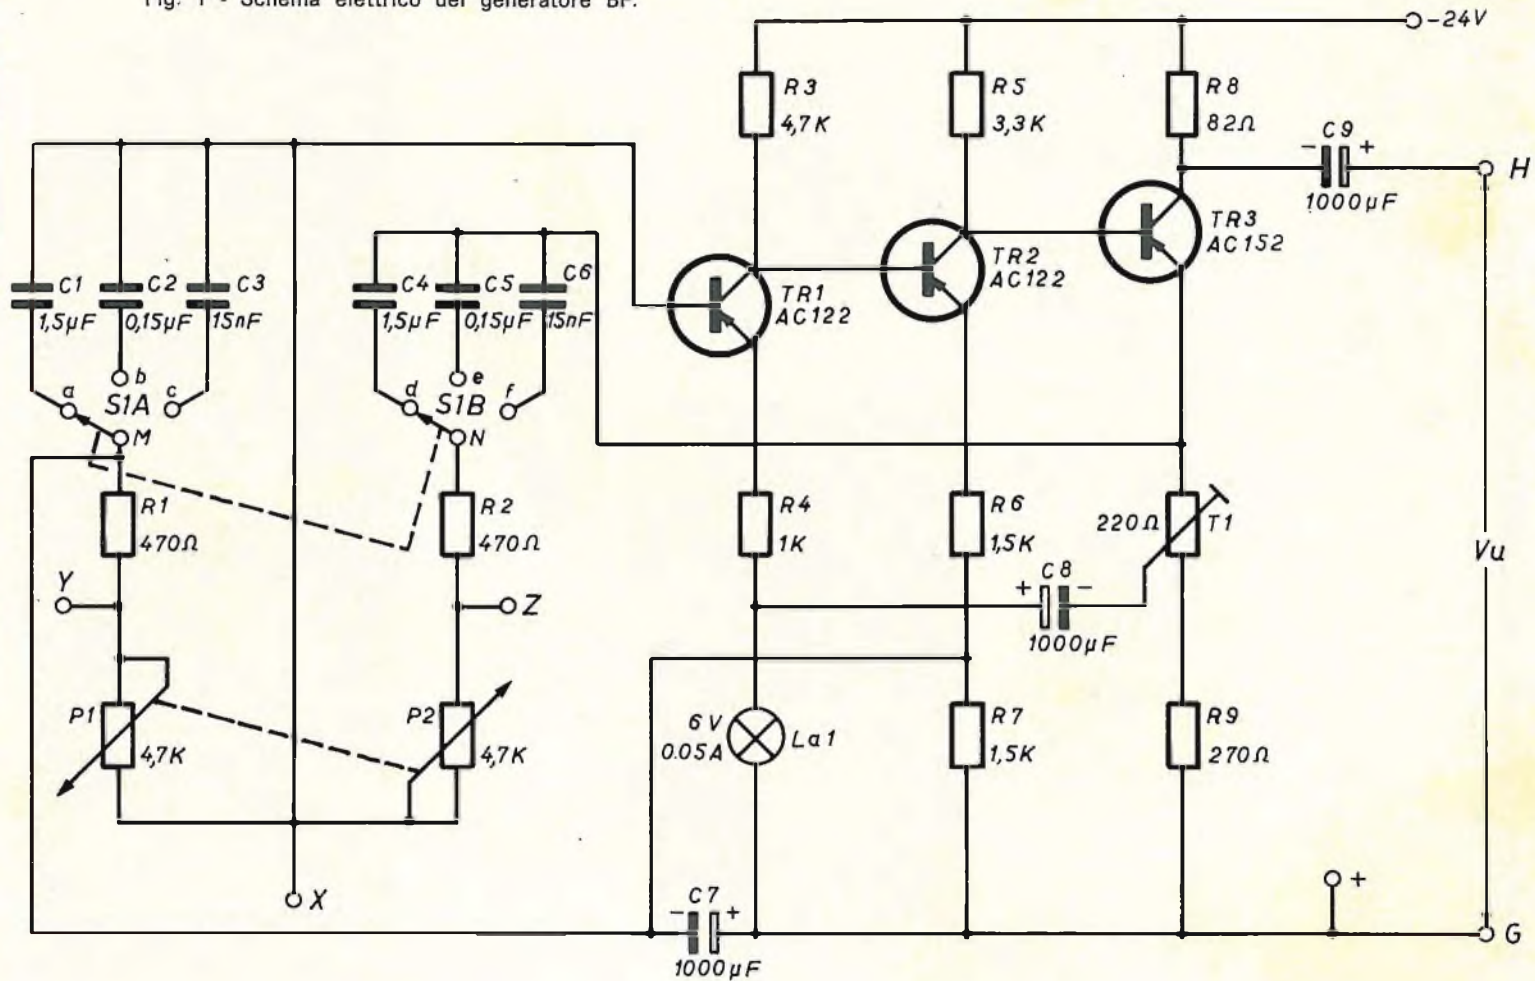 Fig. 1 - Schema elettrico del generatore BF.
-24V
R3
4,7K
R5
3,3K
R8
82Ω
C9
- +
1000µF
H
TR3
AC152
TR2
AC122
TR1
AC122
C1
1,5µF
C2
0,15µF
C3
15nF
C4
1,5µF
C5
0,15µF
C6
15nF
a
b
c
S1A
M
d
e
f
S1B
N
R1
470Ω
R2
470Ω
R4
1K
R6
1,5K
220Ω
T1
Vu
Y
Z
C8
+ -
1000µF
P1
4,7K
P2
4,7K
6V
0.05A
La1
R7
1,5K
R9
270Ω
X
C7
- +
1000µF
+
G